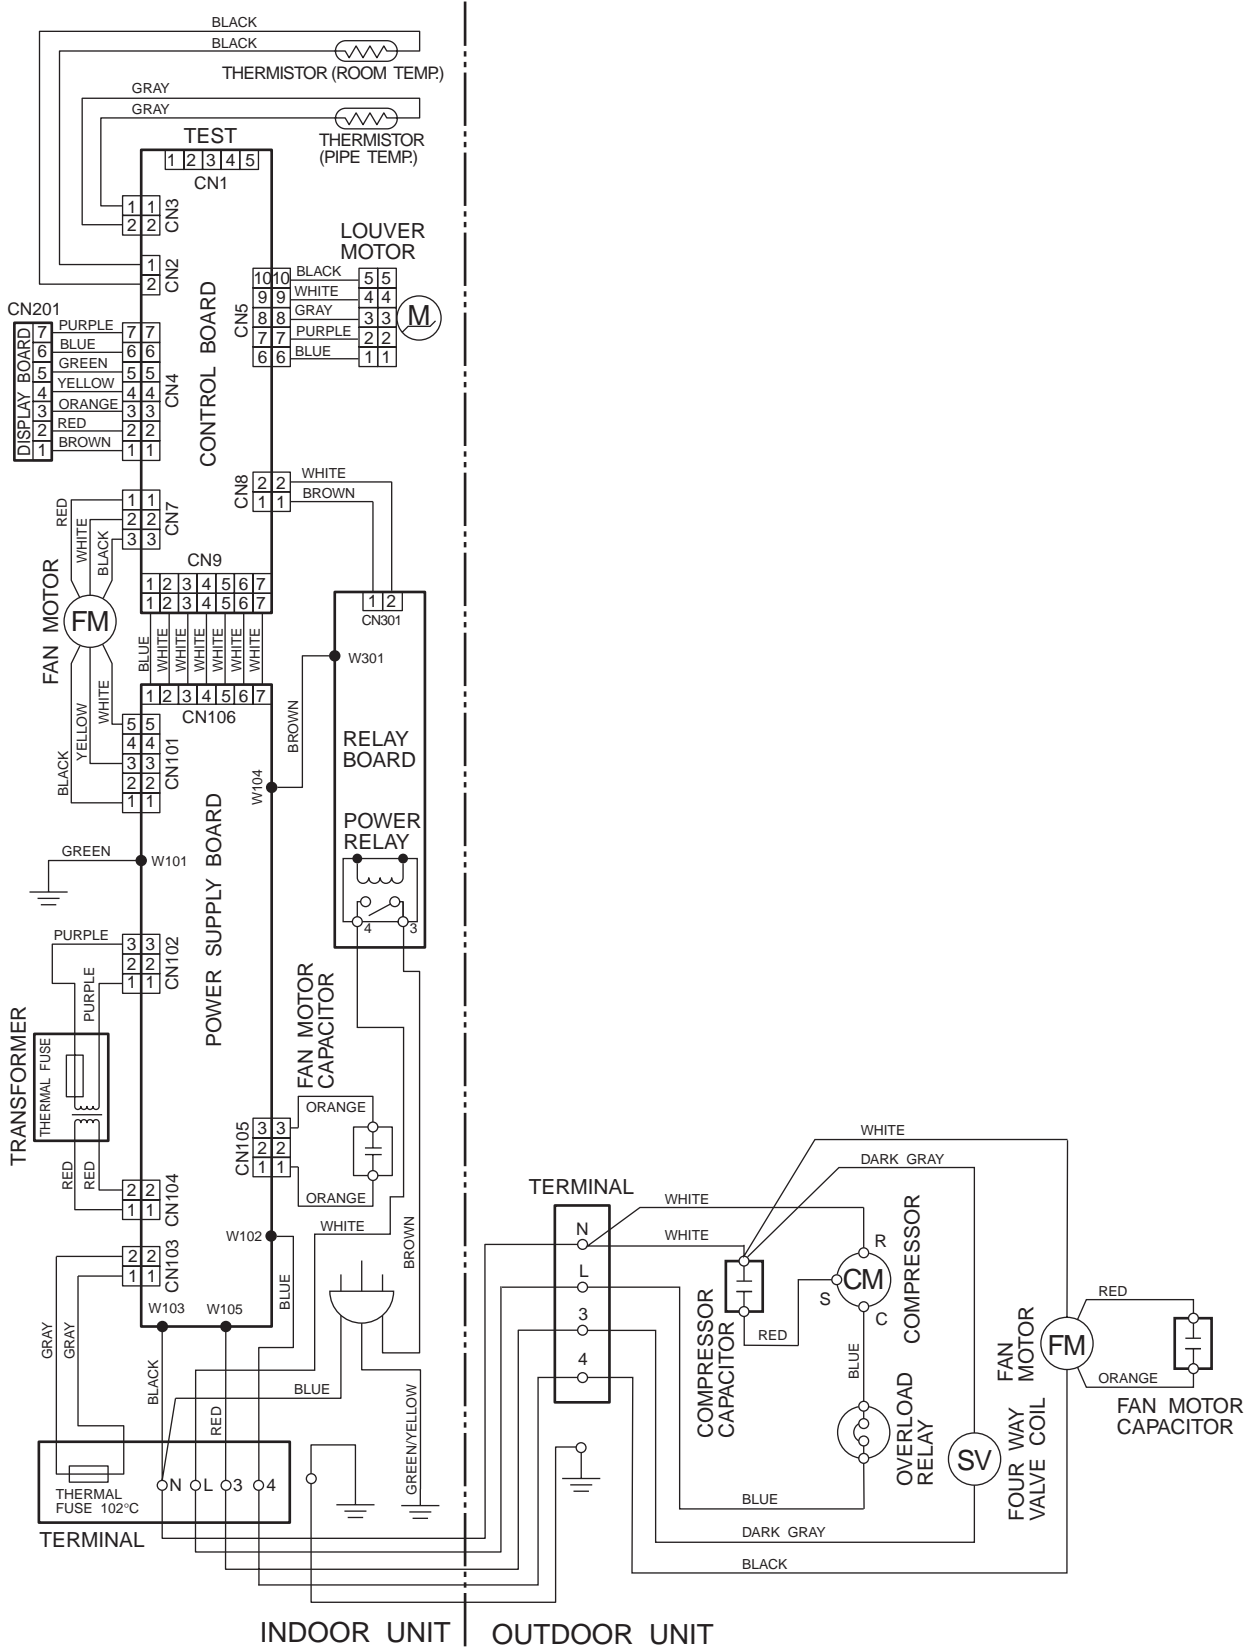 BLACK
BLACK
THERMISTOR (ROOM TEMP.)
GRAY
GRAY
THERMISTOR
(PIPE TEMP.)
TEST
1 2 3 4 5
CN1
1 1
2 2
CN3
1
2
CN2
LOUVER
MOTOR
10 10 BLACK 5 5
9 9 WHITE 4 4
8 8 GRAY 3 3
7 7 PURPLE 2 2
6 6 BLUE 1 1
CN5
M
CN201
DISPLAY BOARD
7 PURPLE 7 7
6 BLUE 6 6
5 GREEN 5 5
4 YELLOW 4 4
3 ORANGE 3 3
2 RED 2 2
1 BROWN 1 1
CN4
CONTROL BOARD
CN8
2 2 WHITE
1 1 BROWN
RED
WHITE
BLACK
1 1
2 2
3 3
CN7
FAN MOTOR
FM
CN9
1 2 3 4 5 6 7
1 2 3 4 5 6 7
BLUE
WHITE
WHITE
WHITE
WHITE
WHITE
WHITE
1 2 3 4 5 6 7
CN106
1 2
CN301
W301
BROWN
W104
RELAY
BOARD
POWER
RELAY
4 3
BLACK
YELLOW
WHITE
5 5
4 4
3 3
2 2
1 1
CN101
GREEN
W101
POWER SUPPLY BOARD
PURPLE
PURPLE
3 3
2 2
1 1
CN102
TRANSFORMER
THERMAL FUSE
RED
RED
2 2
1 1
CN104
FAN MOTOR
CAPACITOR
ORANGE
CN105
3 3
2 2
1 1
ORANGE
2 2
1 1
CN103
W102
WHITE
BROWN
BLUE
W103
W105
GRAY
GRAY
BLACK
RED
BLUE
GREEN/YELLOW
THERMAL
FUSE 102°C
N L 3 4
TERMINAL
INDOOR UNIT
OUTDOOR UNIT
TERMINAL
N
L
3
4
WHITE
DARK GRAY
WHITE
WHITE
COMPRESSOR
CAPACITOR
RED
R
S
C
CM
COMPRESSOR
BLUE
OVERLOAD
RELAY
FAN
MOTOR
FM
RED
ORANGE
FAN MOTOR
CAPACITOR
SV
FOUR WAY
VALVE COIL
BLUE
DARK GRAY
BLACK